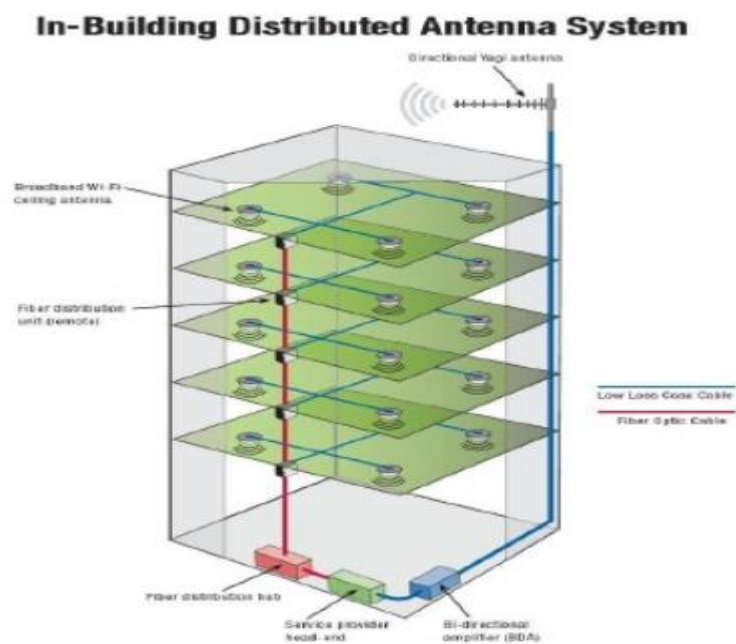 In-Building Distributed Antenna System
Directional Yagi antenna
Broadband Wi-Fi
Ceiling antenna
Fiber distribution
unit (remote)
Low Loss Coax Cable
Fiber Optic Cable
Fiber distribution hub
Service provider
head-end
Bi-directional
amplifier (BDA)